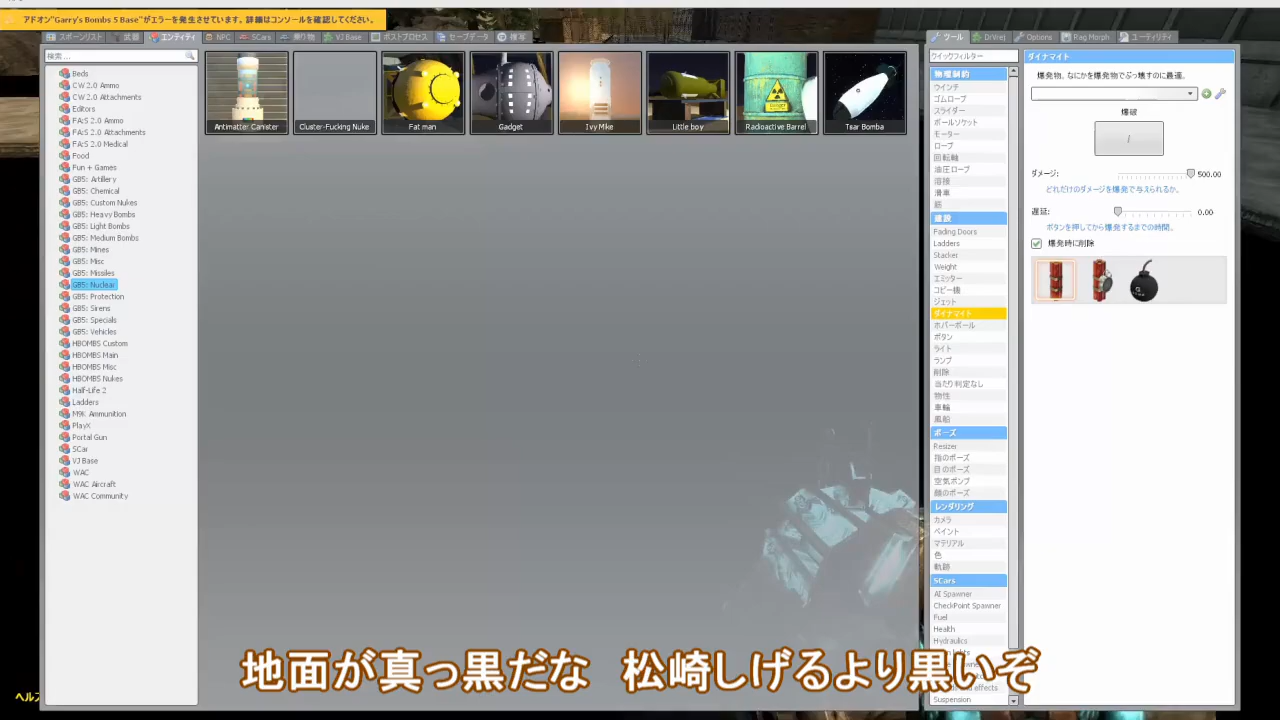 アドオン"Garry's Bombs 5 Base"がエラーを発生させています。詳細はコンソールを確認してください。
スポーンリスト 武器 エンティティ NPC SCars 乗り物 VJ Base ポストプロセス セーブデータ 複写
ツール DrVrej Options Rag Morph ユーティリティ
検索...
Beds
CW 2.0 Ammo
CW 2.0 Attachments
Editors
FA:S 2.0 Ammo
FA:S 2.0 Attachments
FA:S 2.0 Medical
Food
Fun + Games
GB5: Artillery
GB5: Chemical
GB5: Custom Nukes
GB5: Heavy Bombs
GB5: Light Bombs
GB5: Medium Bombs
GB5: Mines
GB5: Misc
GB5: Missiles
GB5: Nuclear
GB5: Protection
GB5: Sirens
GB5: Specials
GB5: Vehicles
HBOMBS Custom
HBOMBS Main
HBOMBS Misc
HBOMBS Nukes
Half-Life 2
Ladders
M9K Ammunition
PlayX
Portal Gun
SCar
VJ Base
WAC
WAC Aircraft
WAC Community
Antimatter Canister
Cluster-Fucking Nuke
Fat man
Gadget
Ivy Mike
Little boy
Radioactive Barrel
Tsar Bomba
クイックフィルター
物理制約
ウインチ
ゴムロープ
スライダー
ボールソケット
モーター
ロープ
回転軸
油圧ロープ
溶接
滑車
筋
建設
Fading Doors
Ladders
Stacker
Weight
エミッター
コピー機
ジェット
ダイナマイト
ホバーボール
ボタン
ライト
ランプ
削除
当たり判定なし
物性
車輪
風船
ポーズ
Resizer
指のポーズ
目のポーズ
空気ポンプ
顔のポーズ
レンダリング
カメラ
ペイント
マテリアル
色
軌跡
SCars
AI Spawner
CheckPoint Spawner
Fuel
Health
Hydraulics
and effects
Suspension
ダイナマイト
爆発物。なにかを爆発物でぶっ壊すのに最適。
爆破
ダメージ: 500.00
どれだけのダメージを爆発で与えられるか。
遅延: 0.00
ボタンを押してから爆発するまでの時間。
爆発時に削除
地面が真っ黒だな 松崎しげるより黒いぞ
ヘル